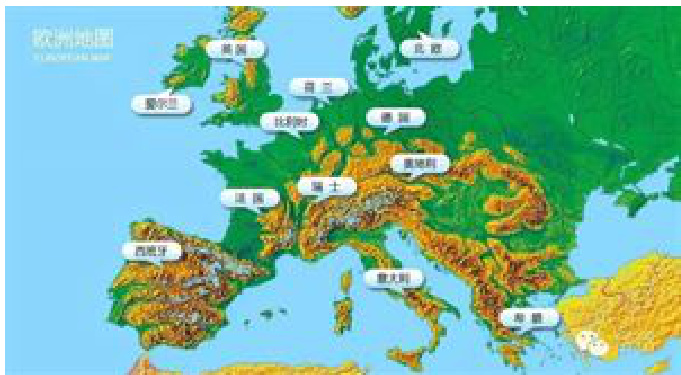 欧洲地图
英国
北欧
爱尔兰
荷兰
比利时
德国
奥地利
瑞士
法国
西班牙
意大利
希腊